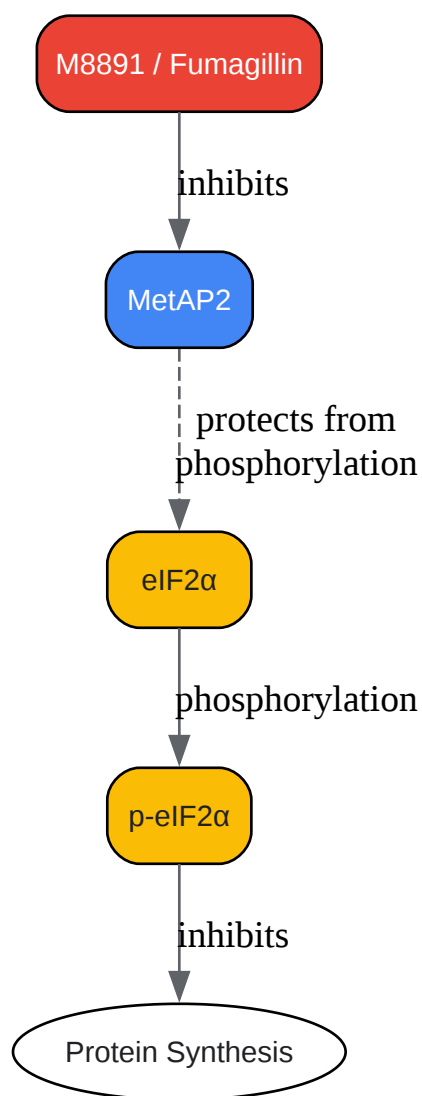 M8891 / Fumagillin
inhibits
MetAP2
protects from
phosphorylation
eIF2α
phosphorylation
p-eIF2α
inhibits
Protein Synthesis